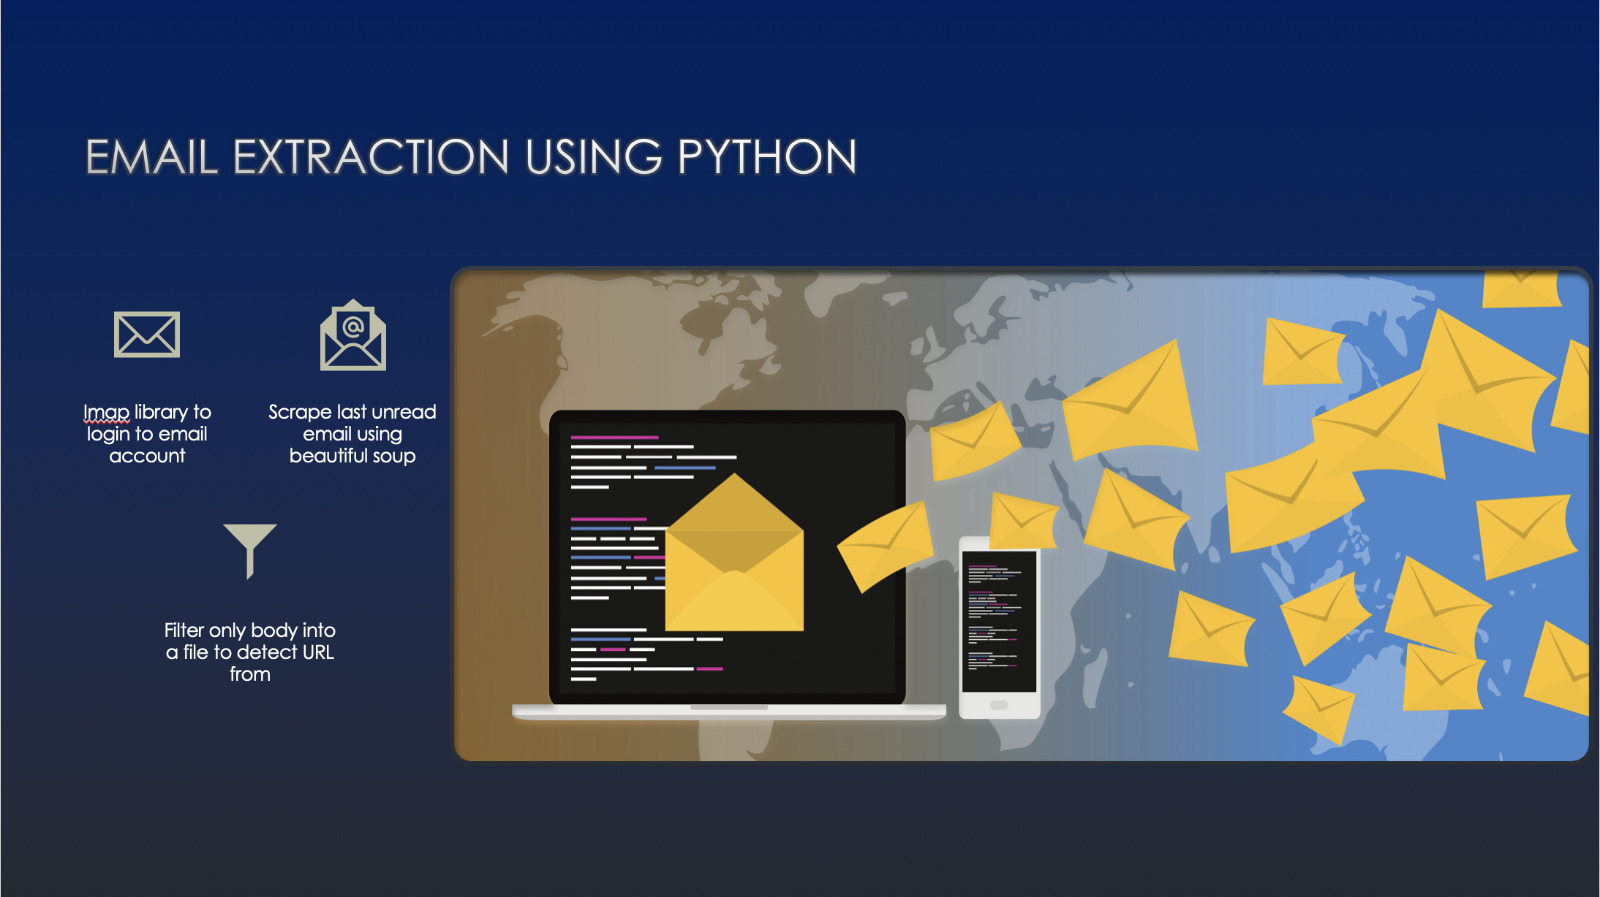 EMAIL EXTRACTION USING PYTHON
Imap library to
login to email
account
Scrape last unread
email using
beautiful soup
Filter only body into
a file to detect URL
from